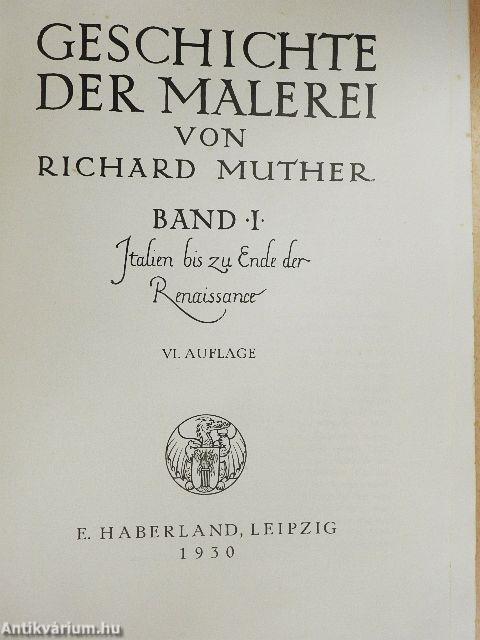 GESCHICHTE
DER MALEREI
VON
RICHARD MUTHER
BAND · I ·
Italien bis zu Ende der
Renaissance
VI. AUFLAGE
E. HABERLAND, LEIPZIG
1930
Antikvárium.hu